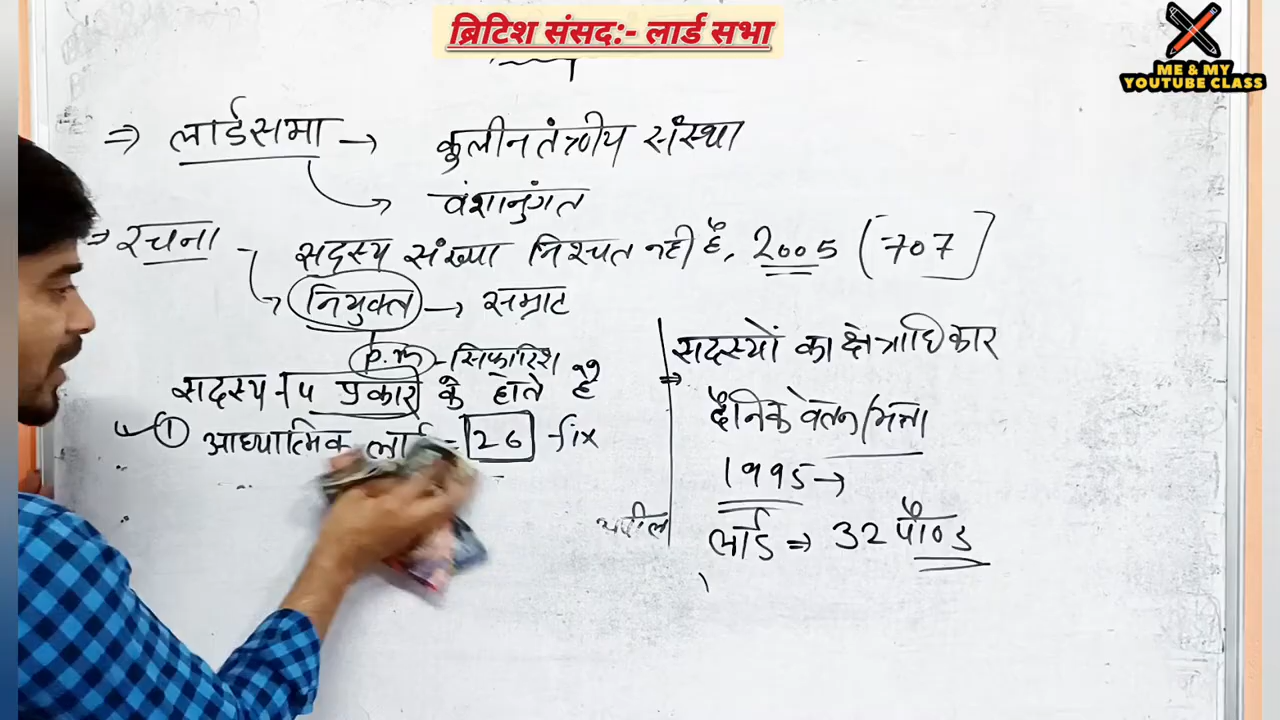 ब्रिटिश संसद:- लार्ड सभा
ME & MY
YOUTUBE CLASS
⇒ लार्डसभा → कुलीनतंत्रीय संस्था
वंशानुगत
⇒ रचना
सदस्य संख्या निश्चत नही है, 2005 (707]
नियुक्त → सम्राट
P.M - सिफारिश
सदस्य - प्रकार के होते है
① आध्यात्मिक लार्ड = 26 fix
सदस्यों का क्षेत्राधिकार
⇒
दैनिक वेतन/भत्ता
1995 →
अपील
लार्ड ⇒ 32 पौण्ड